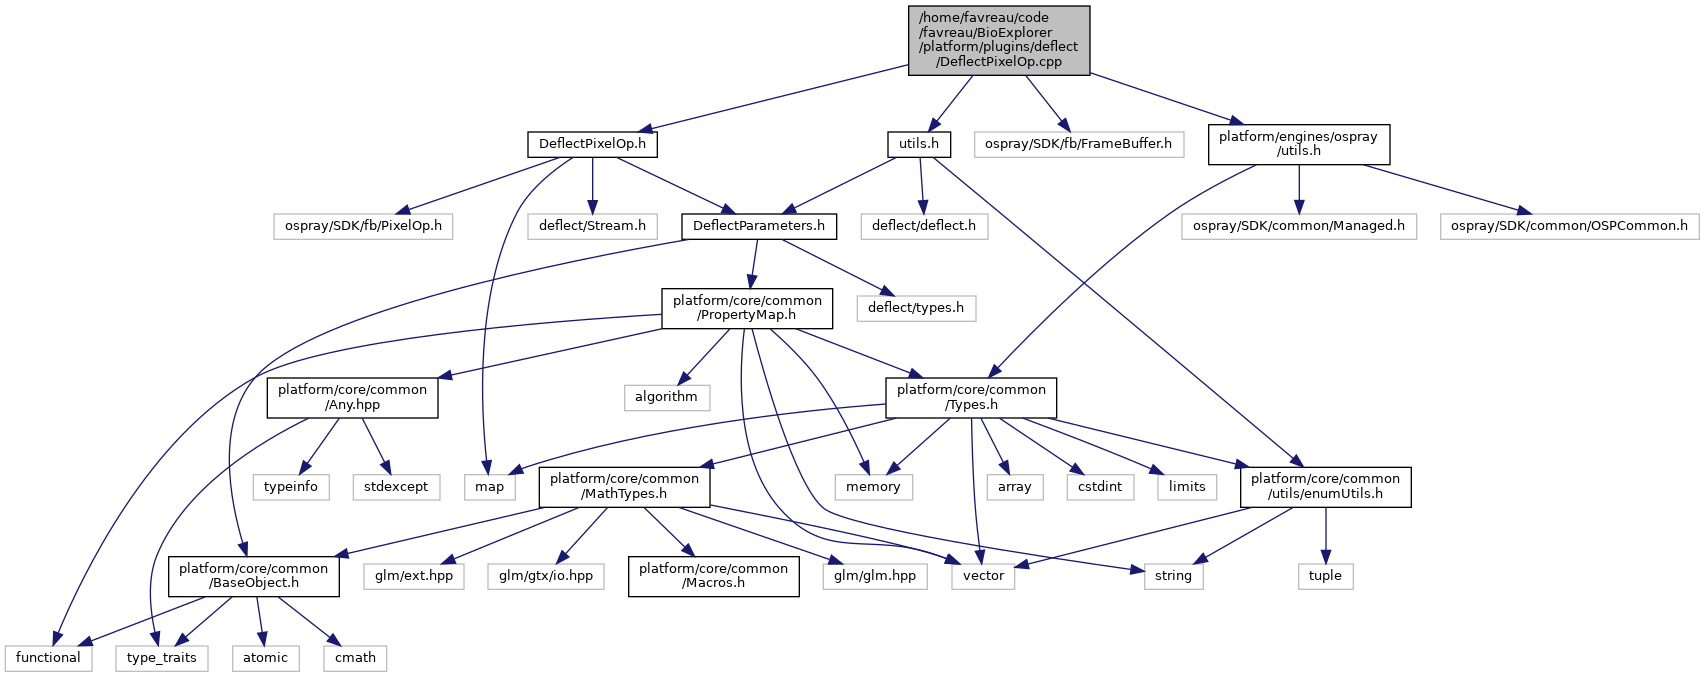 /home/favreau/code
/favreau/BioExplorer
/platform/plugins/deflect
/DeflectPixelOp.cpp
DeflectPixelOp.h
utils.h
ospray/SDK/fb/FrameBuffer.h
platform/engines/ospray
/utils.h
ospray/SDK/fb/PixelOp.h
deflect/Stream.h
DeflectParameters.h
deflect/deflect.h
ospray/SDK/common/Managed.h
ospray/SDK/common/OSPCommon.h
platform/core/common
/PropertyMap.h
deflect/types.h
platform/core/common
/Any.hpp
algorithm
platform/core/common
/Types.h
typeinfo
stdexcept
map
platform/core/common
/MathTypes.h
memory
array
cstdint
limits
platform/core/common
/utils/enumUtils.h
platform/core/common
/BaseObject.h
glm/ext.hpp
glm/gtx/io.hpp
platform/core/common
/Macros.h
glm/glm.hpp
vector
string
tuple
functional
type_traits
atomic
cmath